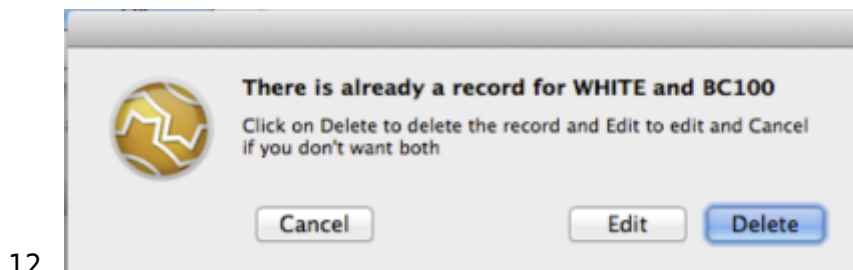 There is already a record for WHITE and BC100
Click on Delete to delete the record and Edit to edit and Cancel
if you don't want both
Cancel Edit Delete
12